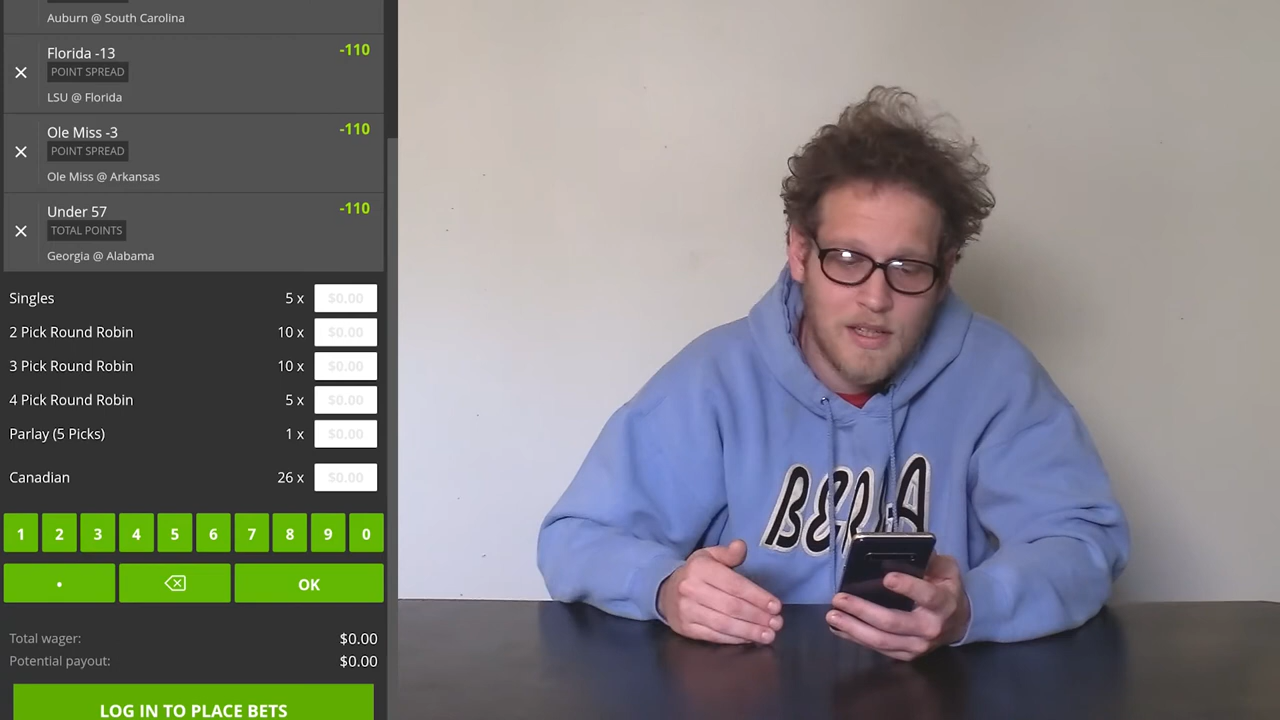 Auburn @ South Carolina
Florida -13
-110
POINT SPREAD
LSU @ Florida
Ole Miss -3
-110
POINT SPREAD
Ole Miss @ Arkansas
Under 57
-110
TOTAL POINTS
Georgia @ Alabama
Singles 5 x $0.00
2 Pick Round Robin 10 x $0.00
3 Pick Round Robin 10 x $0.00
4 Pick Round Robin 5 x $0.00
Parlay (5 Picks) 1 x $0.00
Canadian 26 x $0.00
1 2 3 4 5 6 7 8 9 0
. OK
Total wager: $0.00
Potential payout: $0.00
LOG IN TO PLACE BETS